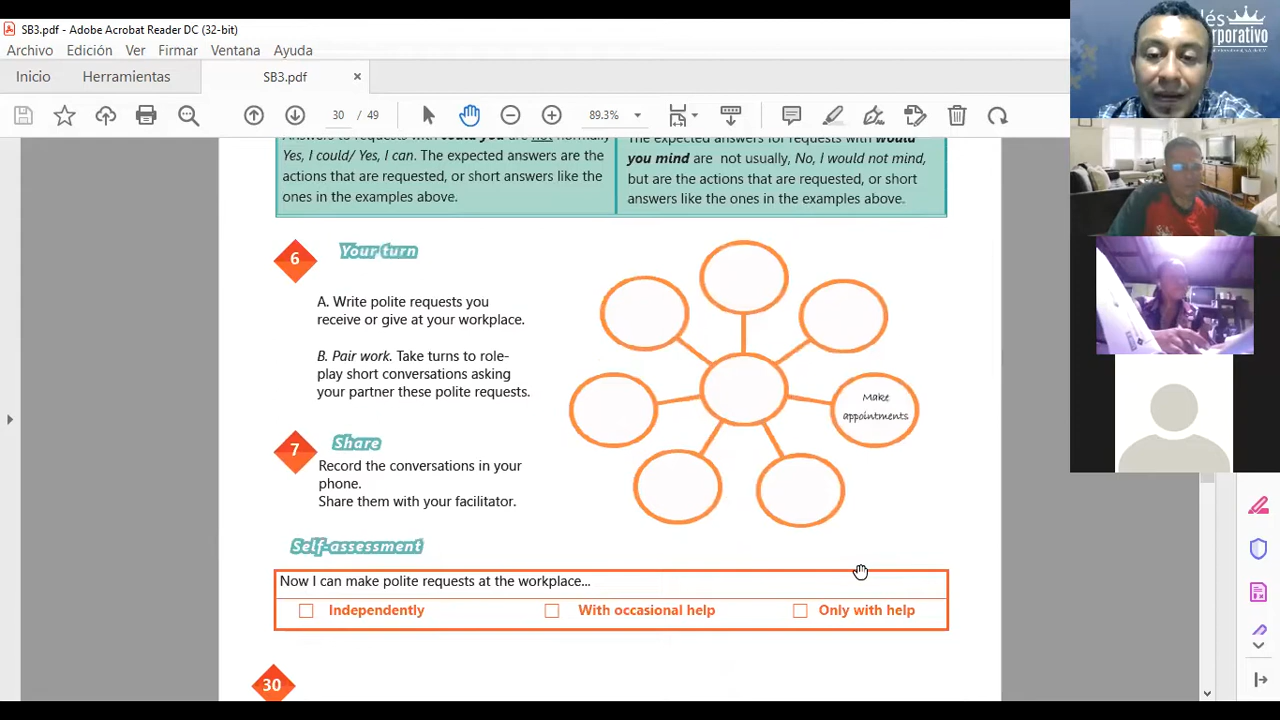 SB3.pdf - Adobe Acrobat Reader DC (32-bit)
Archivo Edición Ver Firmar Ventana Ayuda
Inicio Herramientas SB3.pdf ×
30 / 49 89.3%
Yes, I could/ Yes, I can. The expected answers are the
actions that are requested, or short answers like the
ones in the examples above.
The expected answers for requests with would
you mind are not usually, No, I would not mind,
but are the actions that are requested, or short
answers like the ones in the examples above.
6 Your turn
A. Write polite requests you
receive or give at your workplace.
B. Pair work. Take turns to role-
play short conversations asking
your partner these polite requests.
Make
appointments
7 Share
Record the conversations in your
phone.
Share them with your facilitator.
Self-assessment
Now I can make polite requests at the workplace...
Independently With occasional help Only with help
30